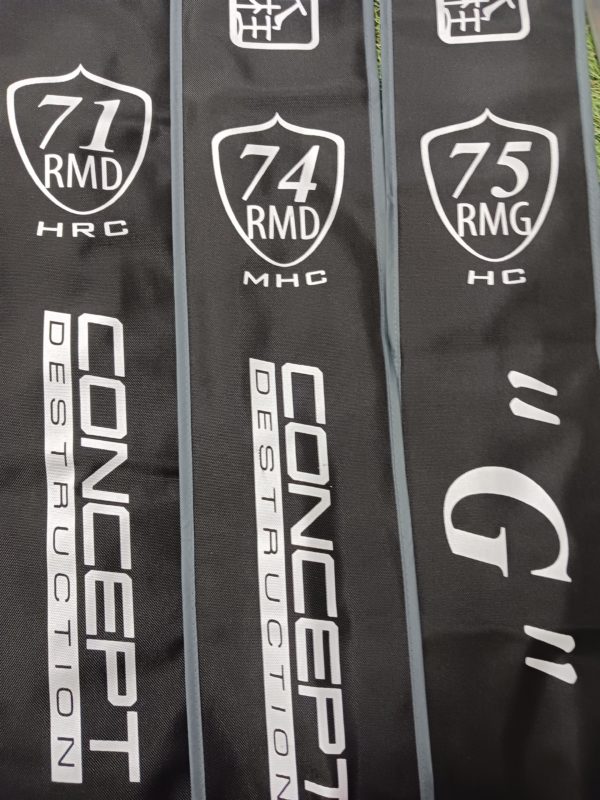 71
RMD
HRC
CONCEPT
DESTRUCTION
74
RMD
MHC
CONCEPT
DESTRUCTION
75
RMG
HC
"G"